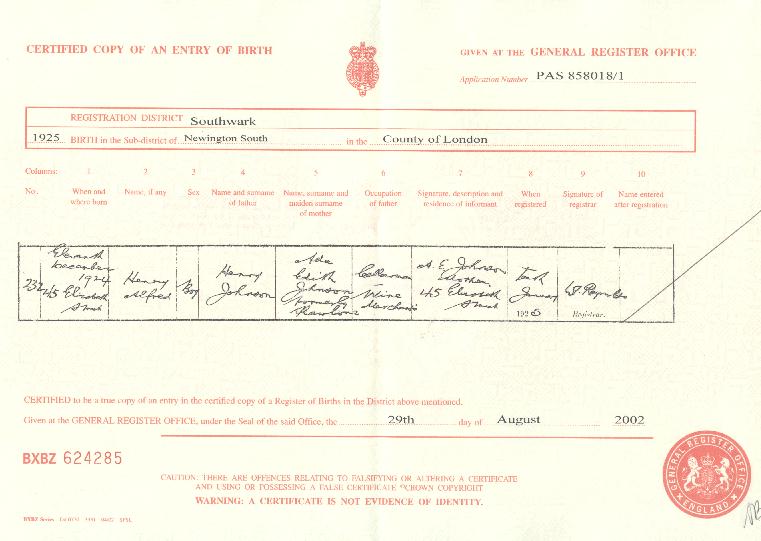 CERTIFIED COPY OF AN ENTRY OF BIRTH
GIVEN AT THE GENERAL REGISTER OFFICE
Application Number PAS 858018/1
REGISTRATION DISTRICT Southwark
1925 BIRTH in the Sub-district of Newington South in the County of London
Columns: 1 2 3 4 5 6 7 8 9 10
No. When and where born Name, if any Sex Name and surname of father Name, surname and maiden surname of mother Occupation of father Signature, description and residence of informant When registered Signature of registrar Name entered after registration
Eleventh December 1924 45 Elizabeth Street
Henry Alfred
Boy
Henry Johnson
Ada Edith Johnson formerly
Cellarman Wine Merchants
A. E. Johnson Mother 45 Elizabeth Street
Tenth January 1925
Registrar.
CERTIFIED to be a true copy of an entry in the certified copy of a Register of Births in the District above mentioned.
Given at the GENERAL REGISTER OFFICE, under the Seal of the said Office, the 29th day of August 2002
BXBZ 624285
CAUTION: THERE ARE OFFENCES RELATING TO FALSIFYING OR ALTERING A CERTIFICATE
AND USING OR POSSESSING A FALSE CERTIFICATE ©CROWN COPYRIGHT
WARNING: A CERTIFICATE IS NOT EVIDENCE OF IDENTITY.
BXBZ Series
GENERAL REGISTER OFFICE
ENGLAND